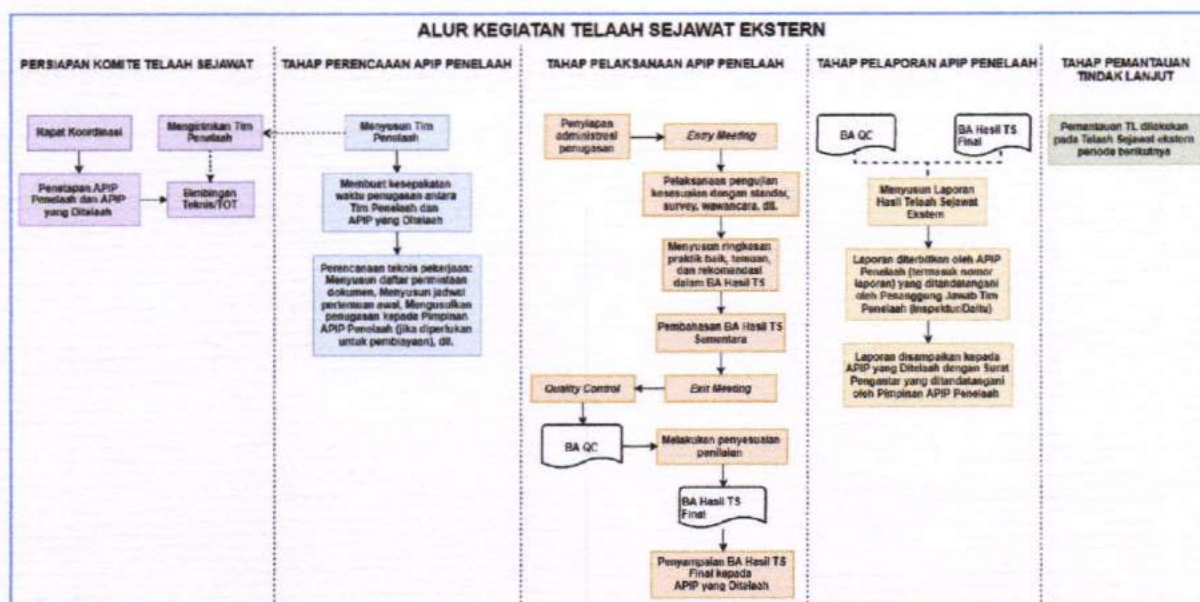 ALUR KEGIATAN TELAAH SEJAWAT EKSTERN
PERSIAPAN KOMITE TELAAH SEJAWAT
Rapat Koordinasi
Mengirimkan Tim
Penelaah
Penetapan APIP
Penelaah dan APIP
yang Ditelaah
Bimbingan
Teknis/TOT
TAHAP PERENCAAAN APIP PENELAAH
Menyusun Tim
Penelaah
Membuat kesepakatan
waktu penugasan antara
Tim Penelaah dan
APIP yang Ditelaah
Perencanaan teknis pekerjaan:
Menyusun daftar permintaan
dokumen, Menyusun jadwal
pertemuan awal, Mengusulkan
penugasan kepada Pimpinan
APIP Penelaah (jika diperlukan
untuk pembiayaan), dll.
TAHAP PELAKSANAAN APIP PENELAAH
Penyiapan
administrasi
penugasan
Entry Meeting
Pelaksanaan pengujian
kesesuaian dengan standar,
survey, wawancara, dll.
Menyusun ringkasan
praktik baik, temuan,
dan rekomendasi
dalam BA Hasil TS
Pembahasan BA Hasil TS
Sementara
Quality Control
Exit Meeting
BA QC
Melakukan penyesuaian
penilaian
BA Hasil TS
Final
Penyampaian BA Hasil TS
Final kepada
APIP yang Ditelaah
TAHAP PELAPORAN APIP PENELAAH
BA QC
BA Hasil TS
Final
Menyusun Laporan
Hasil Telaah Sejawat
Ekstern
Laporan diterbitkan oleh APIP
Penelaah (termasuk nomor
laporan) yang ditandatangani
oleh Penanggung Jawab Tim
Penelaah (Inspektur/Daltu)
Laporan disampaikan kepada
APIP yang Ditelaah dengan Surat
Pengantar yang ditandatangani
oleh Pimpinan APIP Penelaah
TAHAP PEMANTAUAN
TINDAK LANJUT
Pemantauan TL dilakukan
pada Telaah Sejawat ekstern
periode berikutnya